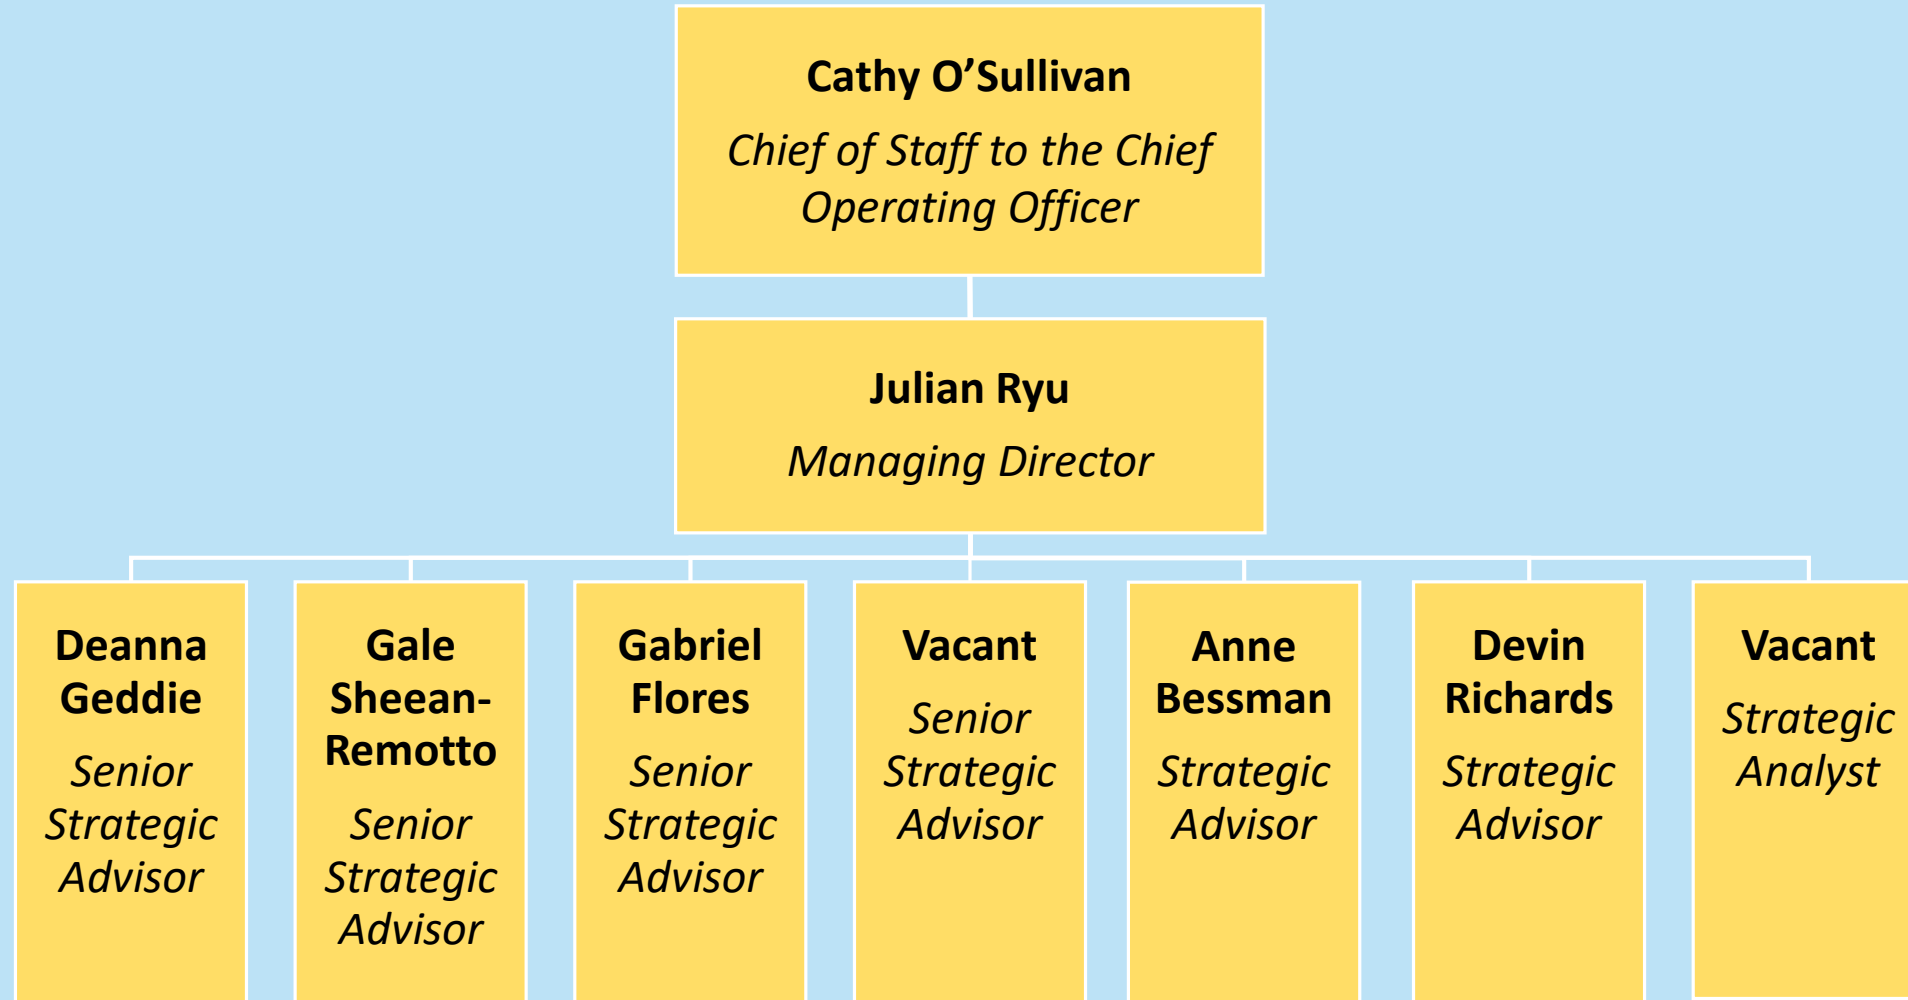 Cathy O’Sullivan
Chief of Staff to the Chief
Operating Officer
Julian Ryu
Managing Director
Deanna
Geddie
Senior
Strategic
Advisor
Gale
Sheean-
Remotto
Senior
Strategic
Advisor
Gabriel
Flores
Senior
Strategic
Advisor
Vacant
Senior
Strategic
Advisor
Anne
Bessman
Strategic
Advisor
Devin
Richards
Strategic
Advisor
Vacant
Strategic
Analyst